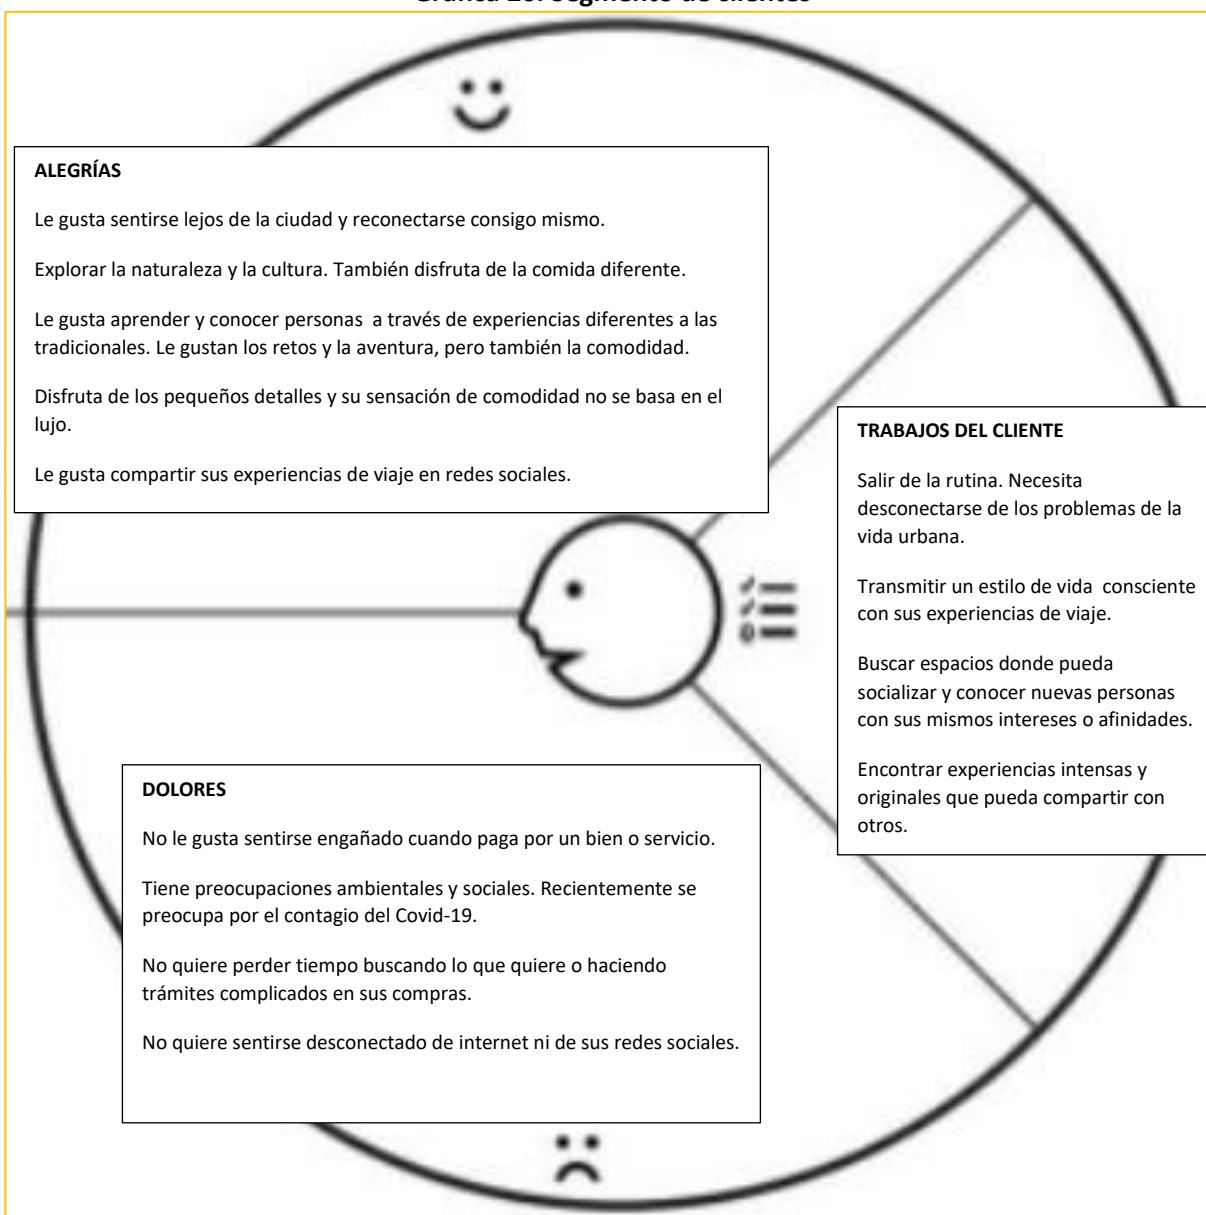 ALEGRÍAS
Le gusta sentirse lejos de la ciudad y reconectarse consigo mismo.
Explorar la naturaleza y la cultura. También disfruta de la comida diferente.
Le gusta aprender y conocer personas  a través de experiencias diferentes a las
tradicionales. Le gustan los retos y la aventura, pero también la comodidad.
Disfruta de los pequeños detalles y su sensación de comodidad no se basa en el
lujo.
Le gusta compartir sus experiencias de viaje en redes sociales.
TRABAJOS DEL CLIENTE
Salir de la rutina. Necesita
desconectarse de los problemas de la
vida urbana.
Transmitir un estilo de vida  consciente
con sus experiencias de viaje.
Buscar espacios donde pueda
socializar y conocer nuevas personas
con sus mismos intereses o afinidades.
Encontrar experiencias intensas y
originales que pueda compartir con
otros.
DOLORES
No le gusta sentirse engañado cuando paga por un bien o servicio.
Tiene preocupaciones ambientales y sociales. Recientemente se
preocupa por el contagio del Covid-19.
No quiere perder tiempo buscando lo que quiere o haciendo
trámites complicados en sus compras.
No quiere sentirse desconectado de internet ni de sus redes sociales.